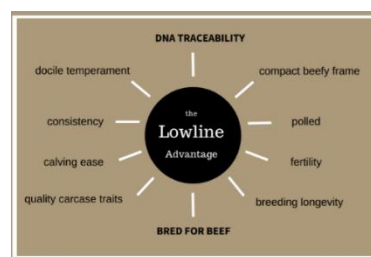 DNA TRACEABILITY
docile temperament
compact beefy frame
consistency
the
Lowline
Advantage
polled
calving ease
fertility
quality carcase traits
breeding longevity
BRED FOR BEEF